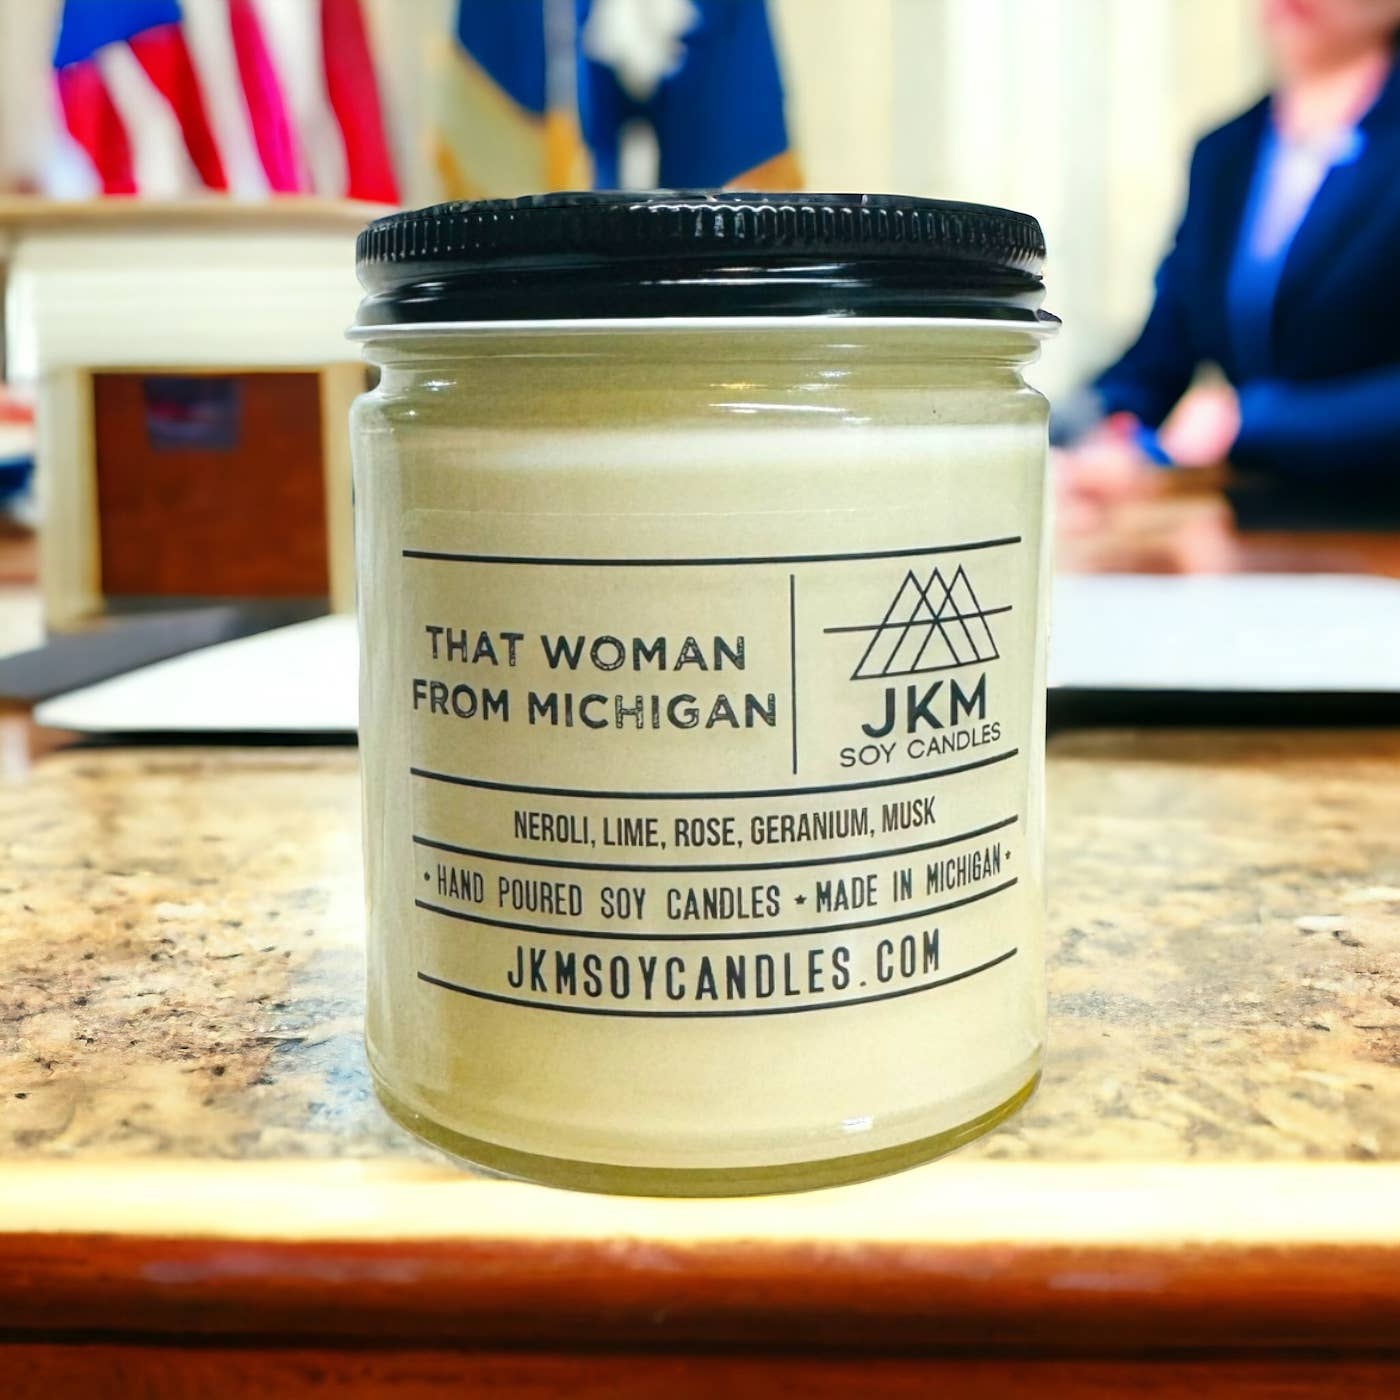 THAT WOMAN
FROM MICHIGAN
JKM
SOY CANDLES
NEROLI, LIME, ROSE, GERANIUM, MUSK
• HAND POURED SOY CANDLES ★ MADE IN MICHIGAN •
JKMSOYCANDLES.COM